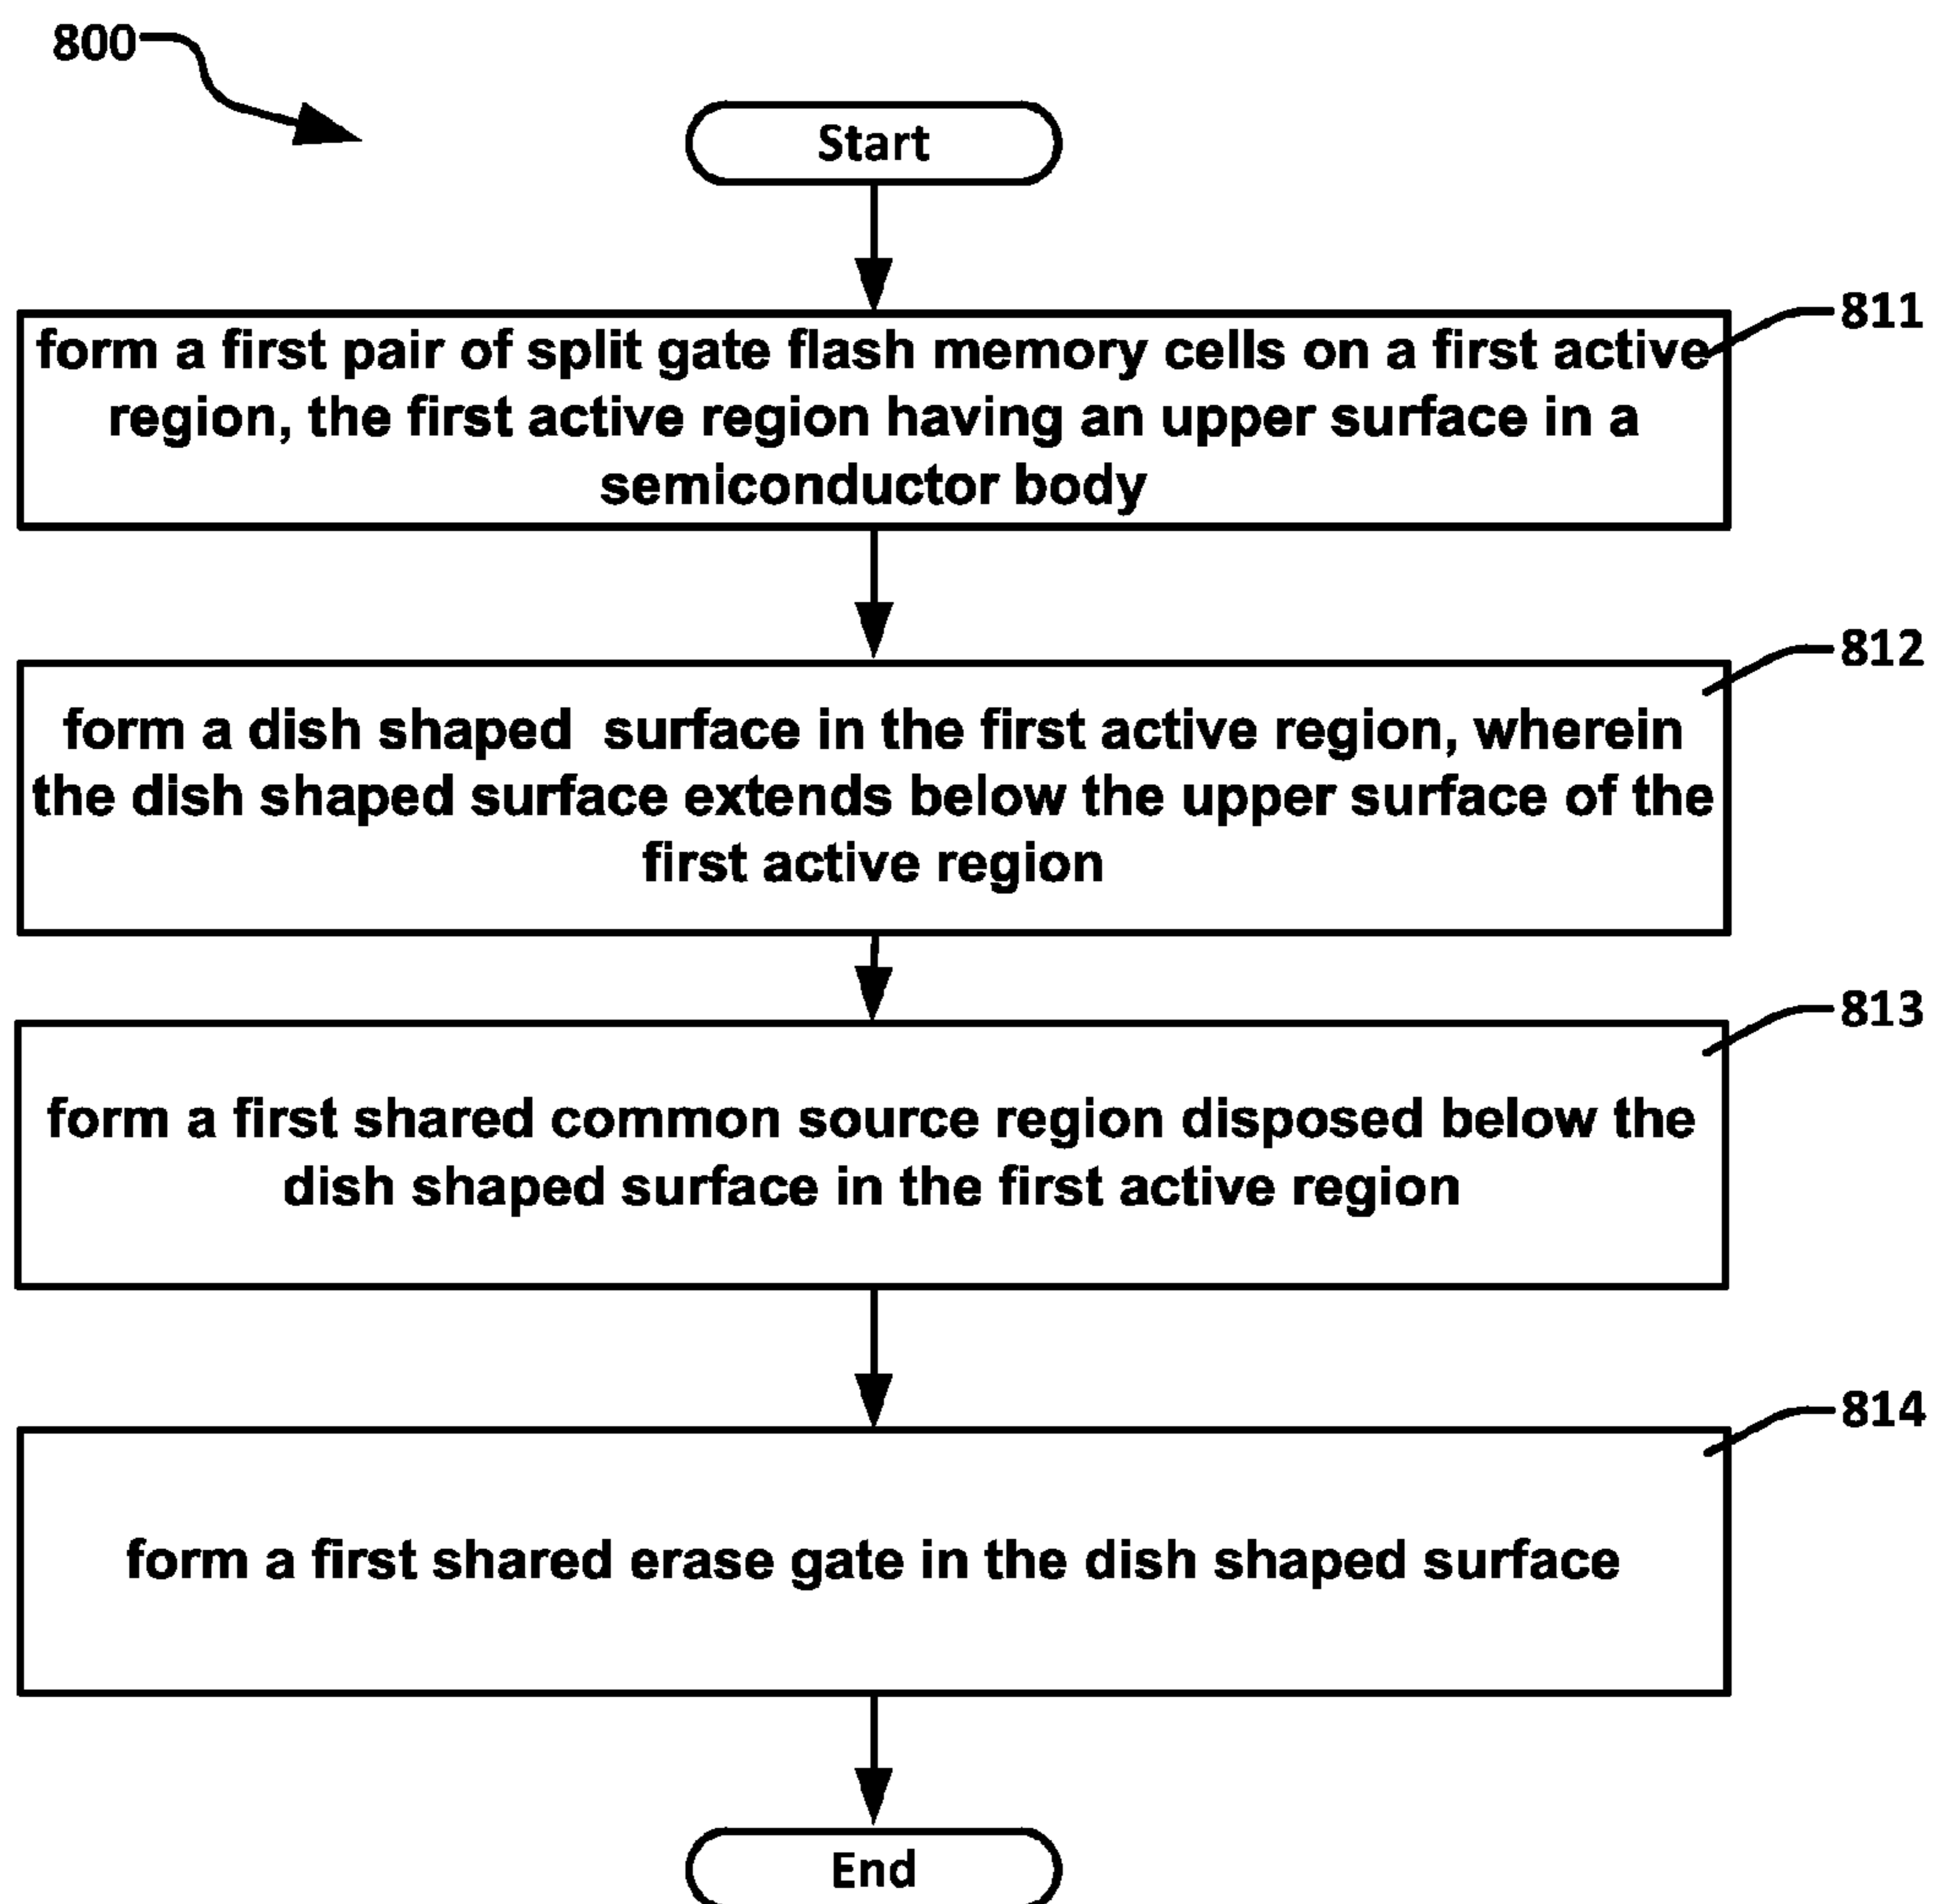 800
Start
811
form a first pair of split gate flash memory cells on a first active
region, the first active region having an upper surface in a
semiconductor body
812
form a dish shaped surface in the first active region, wherein
the dish shaped surface extends below the upper surface of the
first active region
813
form a first shared common source region disposed below the
dish shaped surface in the first active region
814
form a first shared erase gate in the dish shaped surface
End